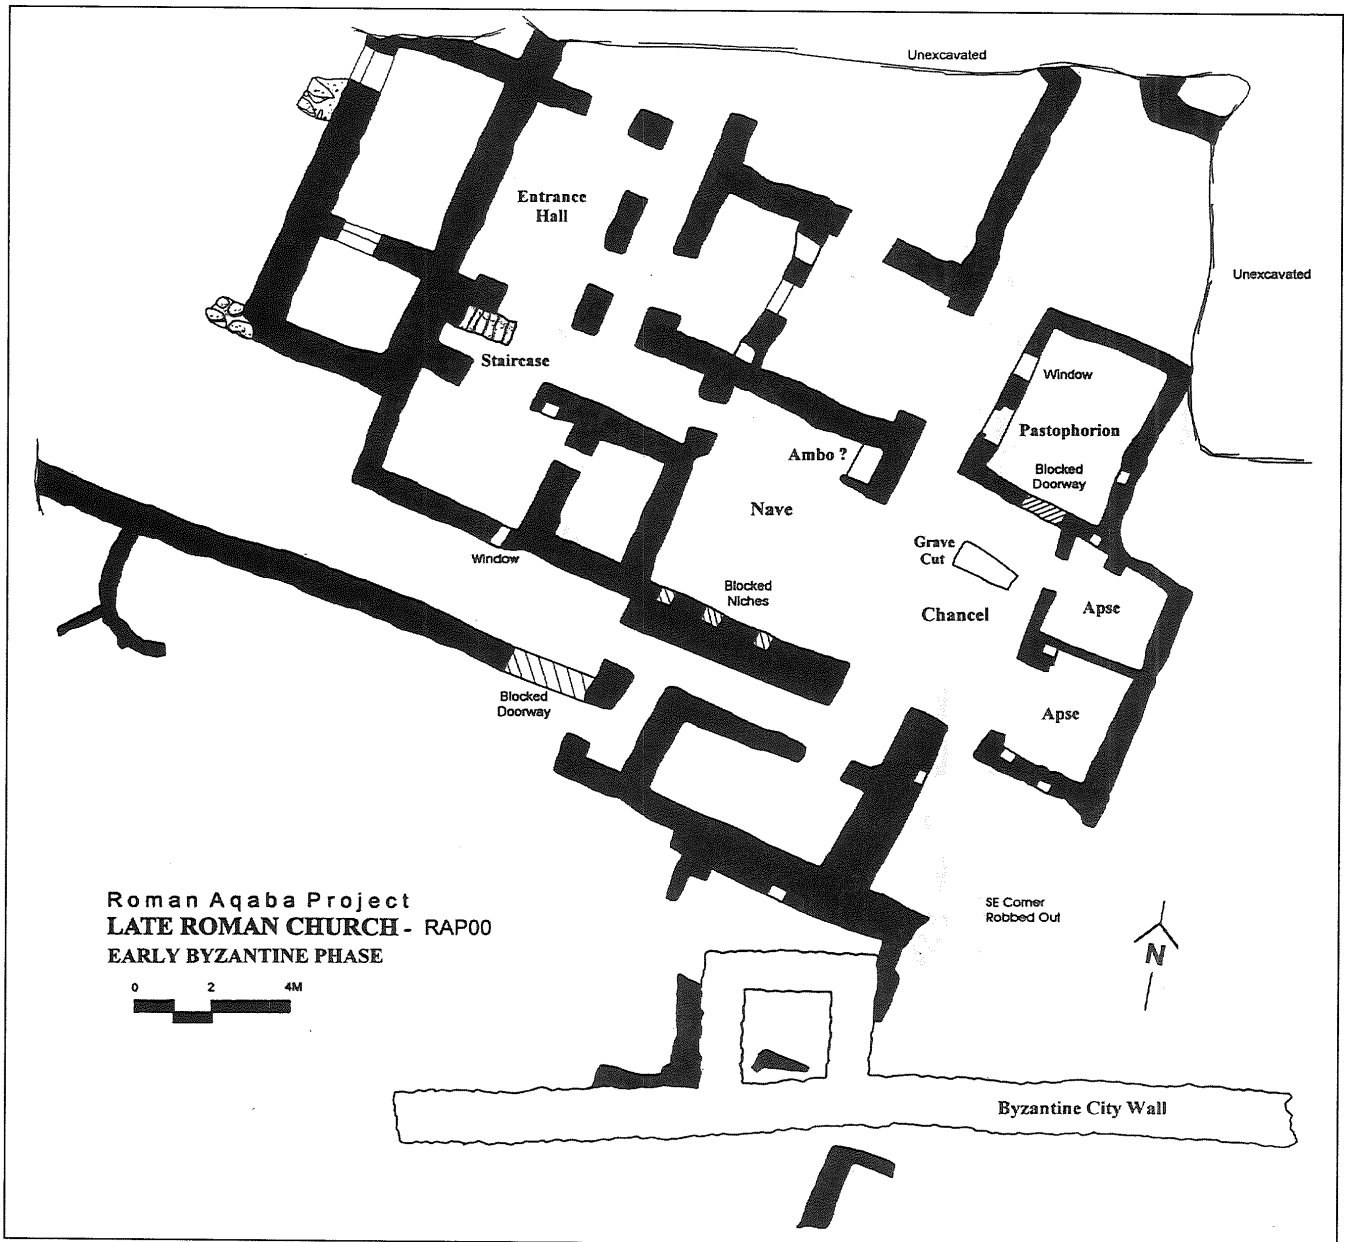 Unexcavated
Entrance
Hall
Unexcavated
Staircase
Window
Pastophorion
Ambo ?
Blocked
Doorway
Nave
Grave
Cut
Window
Blocked
Niches
Chancel
Apse
Blocked
Doorway
Apse
Roman Aqaba Project
LATE ROMAN CHURCH - RAP00
EARLY BYZANTINE PHASE
0 2 4M
SE Corner
Robbed Out
N
Byzantine City Wall